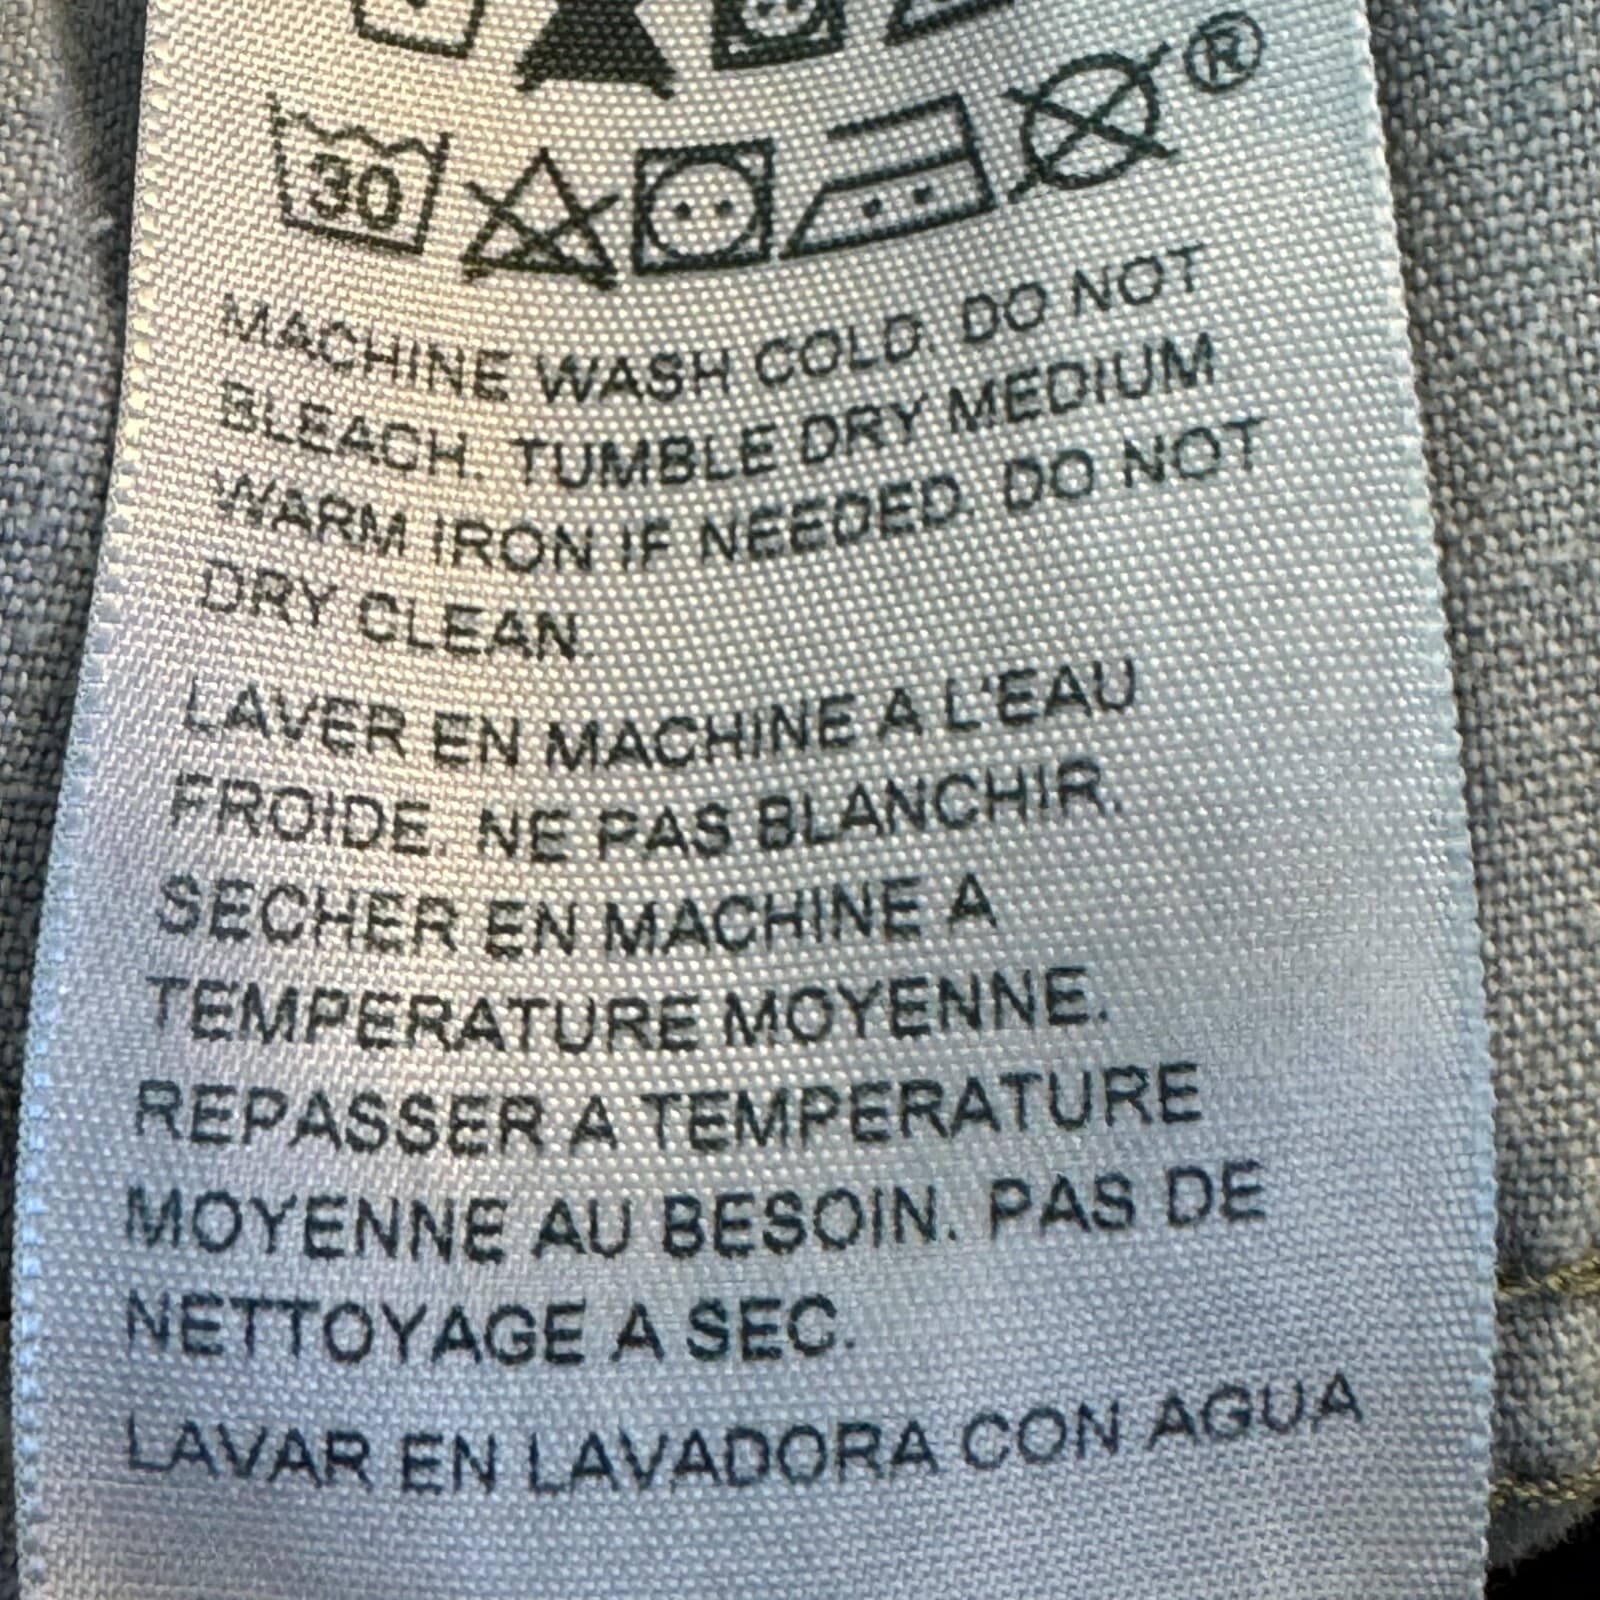 ®
30
MACHINE WASH COLD. DO NOT
BLEACH. TUMBLE DRY MEDIUM
WARM IRON IF NEEDED. DO NOT
DRY CLEAN
LAVER EN MACHINE A L'EAU
FROIDE. NE PAS BLANCHIR.
SECHER EN MACHINE A
TEMPERATURE MOYENNE.
REPASSER A TEMPERATURE
MOYENNE AU BESOIN. PAS DE
NETTOYAGE A SEC.
LAVAR EN LAVADORA CON AGUA